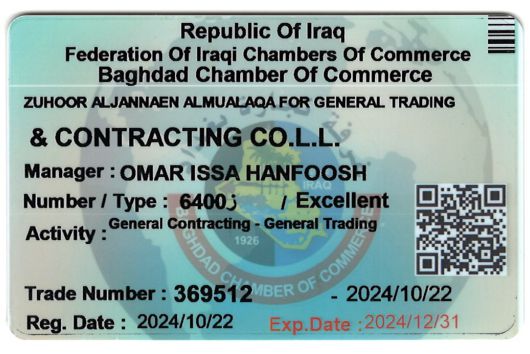 Republic Of Iraq
Federation Of Iraqi Chambers Of Commerce
Baghdad Chamber Of Commerce
ZUHOOR ALJANNAEN ALMUALAQA FOR GENERAL TRADING
& CONTRACTING CO.L.L.
Manager : OMAR ISSA HANFOOSH
Number / Type : / Excellent
Activity : General Contracting - General Trading
IRAQ
1926
BAGHDAD CHAMBER OF COMMERCE
Trade Number : 369512 - 2024/10/22
Reg. Date : 2024/10/22 Exp.Date : 2024/12/31